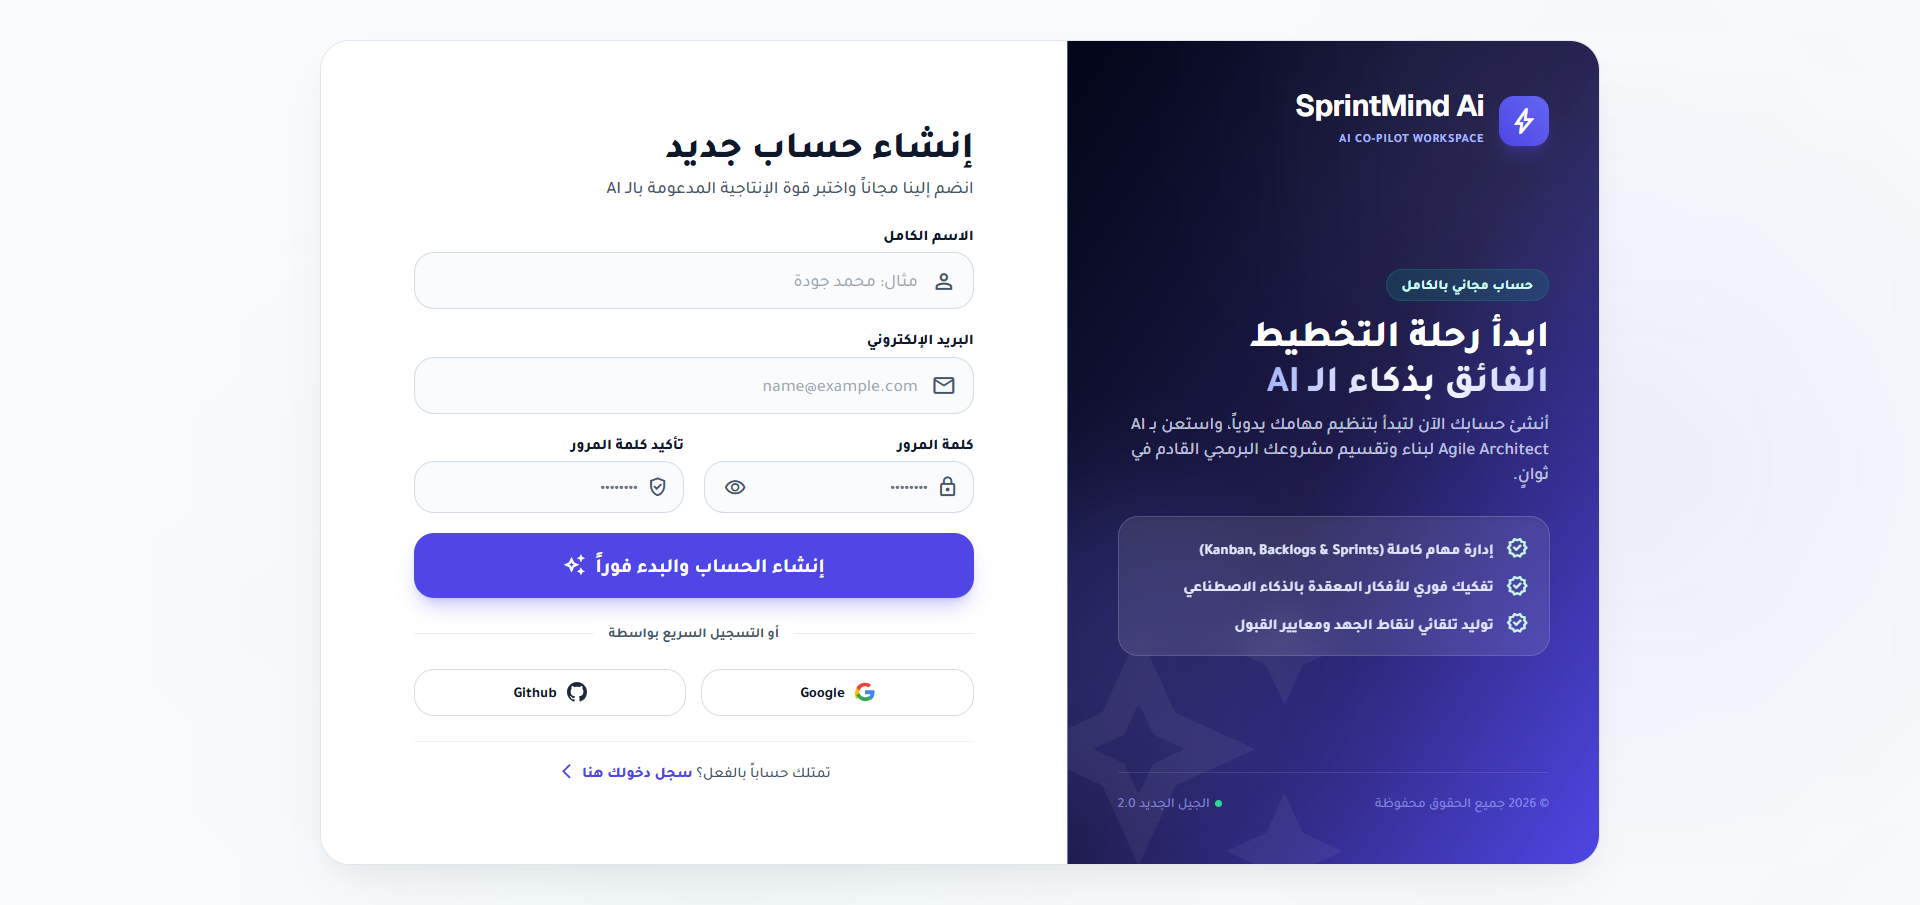 SprintMind Ai
AI CO-PILOT WORKSPACE
حساب مجاني بالكامل
ابدأ رحلة التخطيط
الفائق بذكاء الـ AI
أنشئ حسابك الآن لتبدأ بتنظيم مهامك يدوياً، واستعن بـ AI
Agile Architect لبناء وتقسيم مشروعك البرمجي القادم في
ثوانٍ.
إدارة مهام كاملة (Kanban, Backlogs & Sprints)
تفكيك فوري للأفكار المعقدة بالذكاء الاصطناعي
توليد تلقائي لنقاط الجهد ومعايير القبول
© 2026 جميع الحقوق محفوظة
الجيل الجديد 2.0
إنشاء حساب جديد
انضم إلينا مجاناً واختبر قوة الإنتاجية المدعومة بالـ AI
الاسم الكامل
مثال: محمد جودة
البريد الإلكتروني
name@example.com
كلمة المرور
••••••••
تأكيد كلمة المرور
••••••••
إنشاء الحساب والبدء فوراً
أو التسجيل السريع بواسطة
Google
Github
تمتلك حساباً بالفعل؟ سجل دخولك هنا